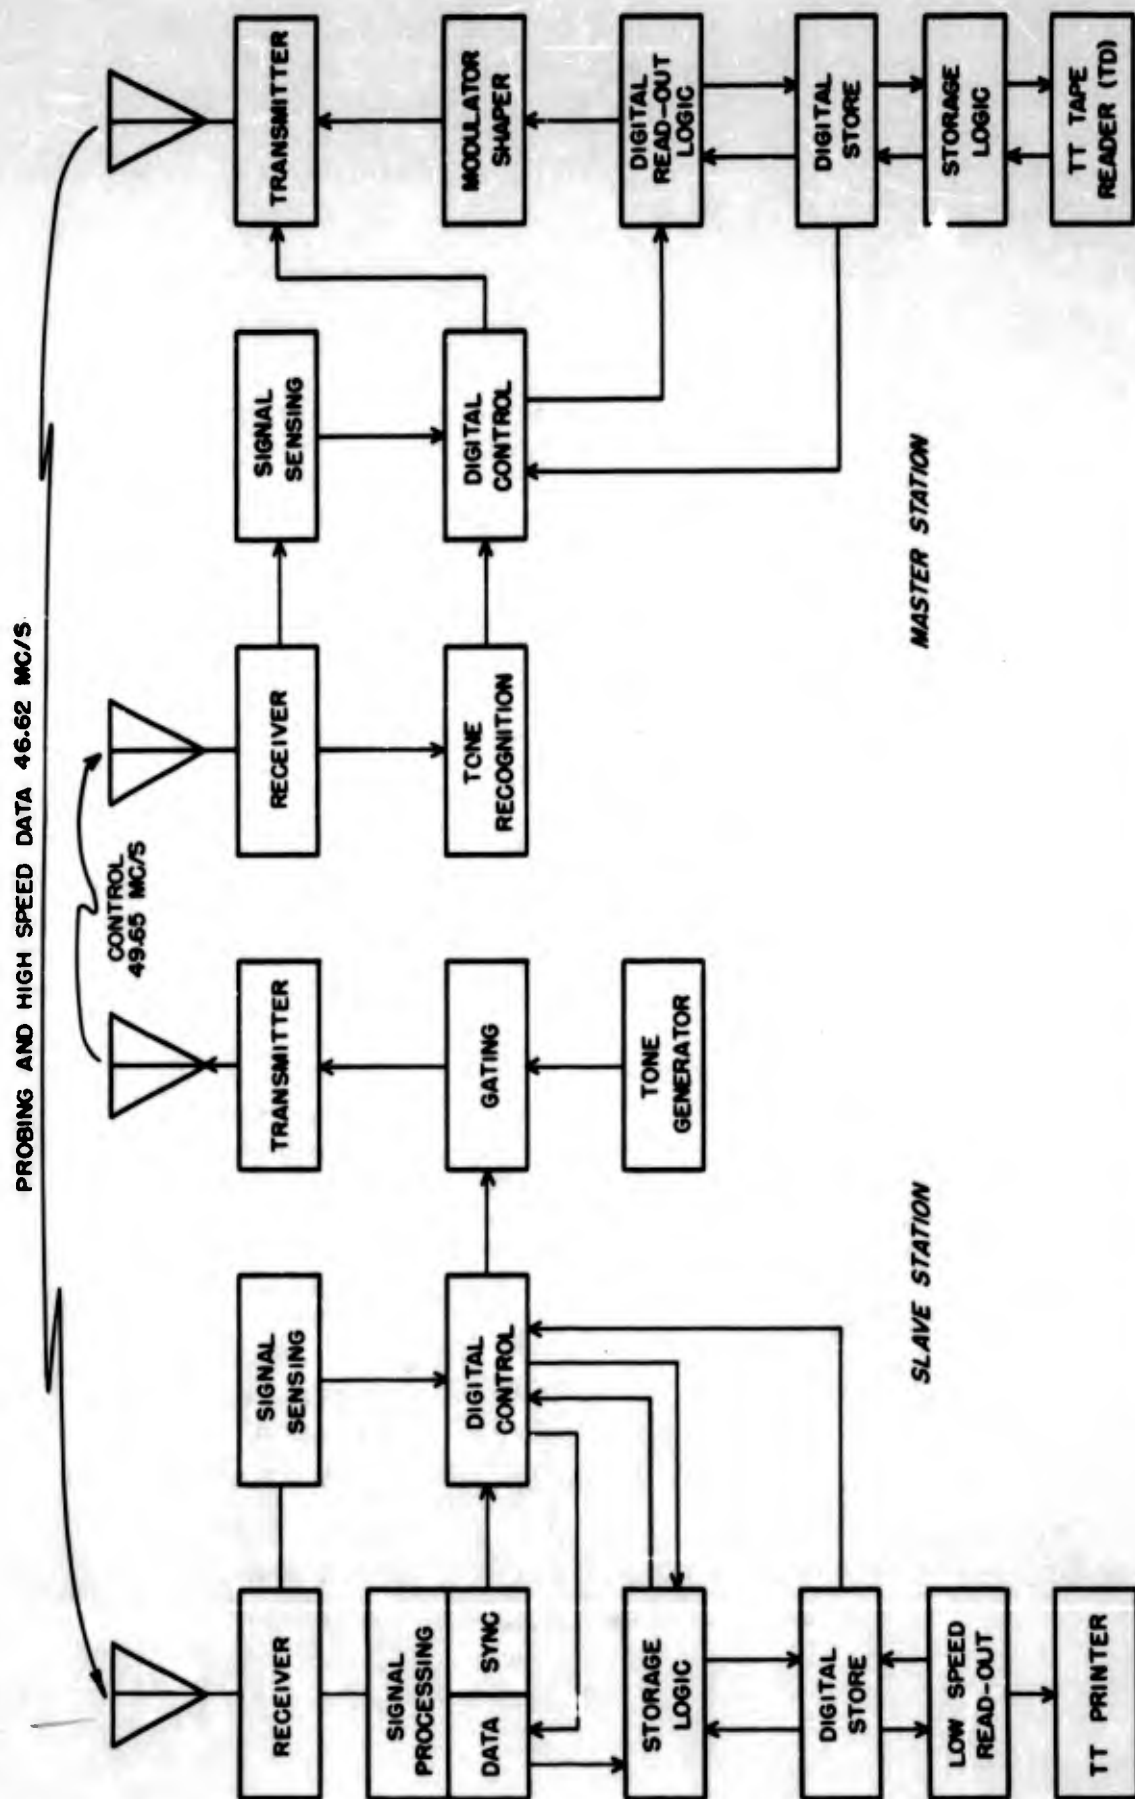 PROBING AND HIGH SPEED DATA 46.62 MC/S
CONTROL
49.65 MC/S
RECEIVER
SIGNAL
SENSING
TRANSMITTER
RECEIVER
SIGNAL
SENSING
TRANSMITTER
SIGNAL
PROCESSING
DATA
SYNC
DIGITAL
CONTROL
GATING
TONE
RECOGNITION
DIGITAL
CONTROL
MODULATOR
SHAPER
STORAGE
LOGIC
TONE
GENERATOR
DIGITAL
READ-OUT
LOGIC
DIGITAL
STORE
DIGITAL
STORE
SLAVE STATION
MASTER STATION
LOW SPEED
READ-OUT
STORAGE
LOGIC
TT PRINTER
TT TAPE
READER (TD)